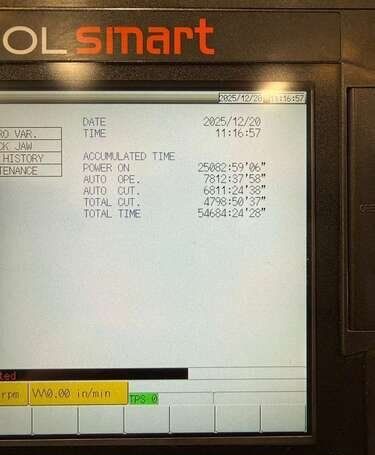 OL smart
2025/12/20 11:16:57
DATE 2025/12/20
TIME 11:16:57
RO VAR.
CK JAW
HISTORY
TENANCE
ACCUMULATED TIME
POWER ON 25082:59'06"
AUTO OPE. 7812:37'58"
AUTO CUT. 6811:24'38"
TOTAL CUT. 4798:50'37"
TOTAL TIME 54684:24'28"
ted
rpm 0.00 in/min
TPS 0